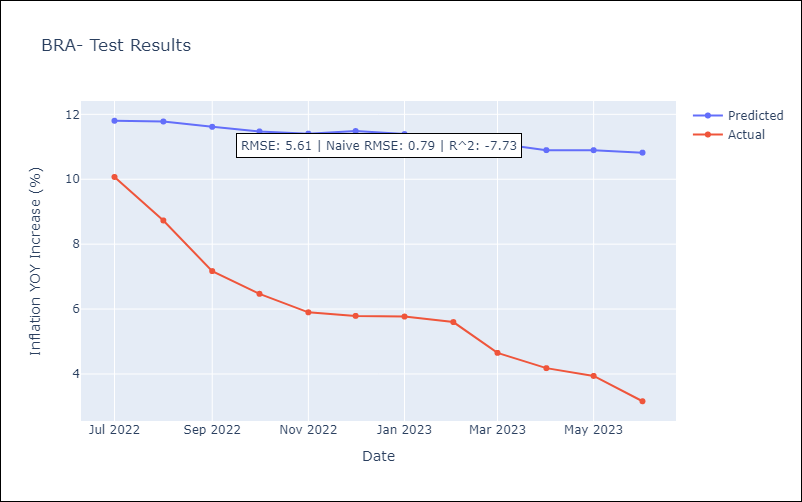 BRA- Test Results
Predicted
Actual
RMSE: 5.61 | Naive RMSE: 0.79 | R^2: -7.73
Inflation YOY Increase (%)
12
10
8
6
4
Jul 2022
Sep 2022
Nov 2022
Jan 2023
Mar 2023
May 2023
Date